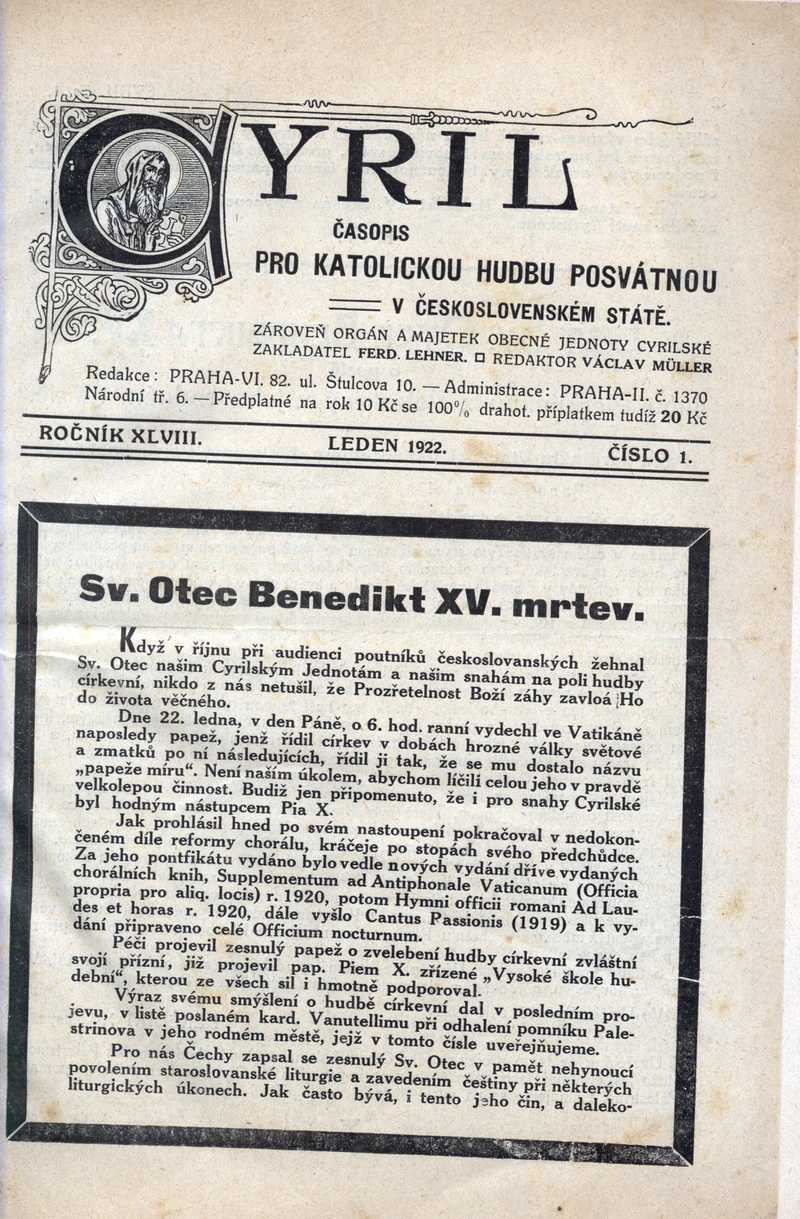 CYRIL
ČASOPIS
PRO KATOLICKOU HUDBU POSVÁTNOU
V ČESKOSLOVENSKÉM STÁTĚ.
ZÁROVEŇ ORGÁN A MAJETEK OBECNÉ JEDNOTY CYRILSKÉ
ZAKLADATEL FERD. LEHNER. □ REDAKTOR VÁCLAV MÜLLER
Redakce: PRAHA-VI. 82. ul. Štulcova 10. — Administrace: PRAHA-II. č. 1370
Národní tř. 6. — Předplatné na rok 10 Kč se 100% drahot. příplatkem tudíž 20 Kč
ROČNÍK XĽVIII. ĽEDEN 1922. ČÍSĽO 1.
Sv. Otec Benedikt XV. mrtev.
Když v říjnu při audienci poutníků československých žehnal
Sv. Otec našim Cyrilským Jednotám a našim snahám na poli hudby
církevní, nikdo z nás netušil, že Prozřetelnost Boží záhy zavloá Ho
do života věčného.
Dne 22. ledna, v den Páně, o 6. hod. ranní vydechl ve Vatikáně
naposledy papež, jenž řídil církev v dobách hrozné války světové
a zmatků po ní následujících, řídil ji tak, že se mu dostalo názvu
„papeže míru“. Není naším úkolem, abychom líčili celou jeho v pravdě
velkolepou činnost. Budiž jen připomenuto, že i pro snahy Cyrilské
byl hodným nástupcem Pia X.
Jak prohlásil hned po svém nastoupení pokračoval v nedokon-
čeném díle reformy chorálu, kráčeje po stopách svého předchůdce.
Za jeho pontfikátu vydáno bylo vedle nových vydání dříve vydaných
chorálních knih, Supplementum ad Antiphonale Vaticanum (Officia
propria pro aliq. locis) r. 1920, potom Hymni officii romani Ad Lau-
des et horas r. 1920, dále vyšlo Cantus Passionis (1919) a k vy-
dání připraveno celé Officium nocturnum.
Péči projevil zesnulý papež o zvelebení hudby církevní zvláštní
svojí přízní, již projevil pap. Piem X. zřízené „Vysoké škole hu-
dební“, kterou ze všech sil i hmotně podporoval.
Výraz svému smýšlení o hudbě církevní dal v posledním pro-
jevu, v listě poslaném kard. Vanutellimu při odhalení pomníku Pale-
strinova v jeho rodném městě, jejž v tomto čísle uveřejňujeme.
Pro nás Čechy zapsal se zesnulý Sv. Otec v pamět nehynoucí
povolením staroslovanské liturgie a zavedením češtiny při některých
liturgických úkonech. Jak často bývá, i tento jeho čin, a daleko-